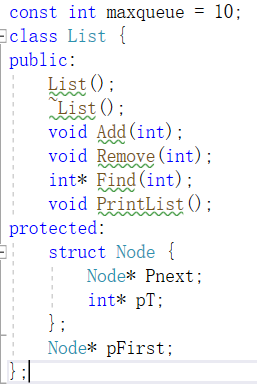 const int maxqueue = 10;
class List {
public:
    List();
    ~List();
    void Add(int);
    void Remove(int);
    int* Find(int);
    void PrintList();
protected:
    struct Node {
        Node* Pnext;
        int* pT;
    };
    Node* pFirst;
};